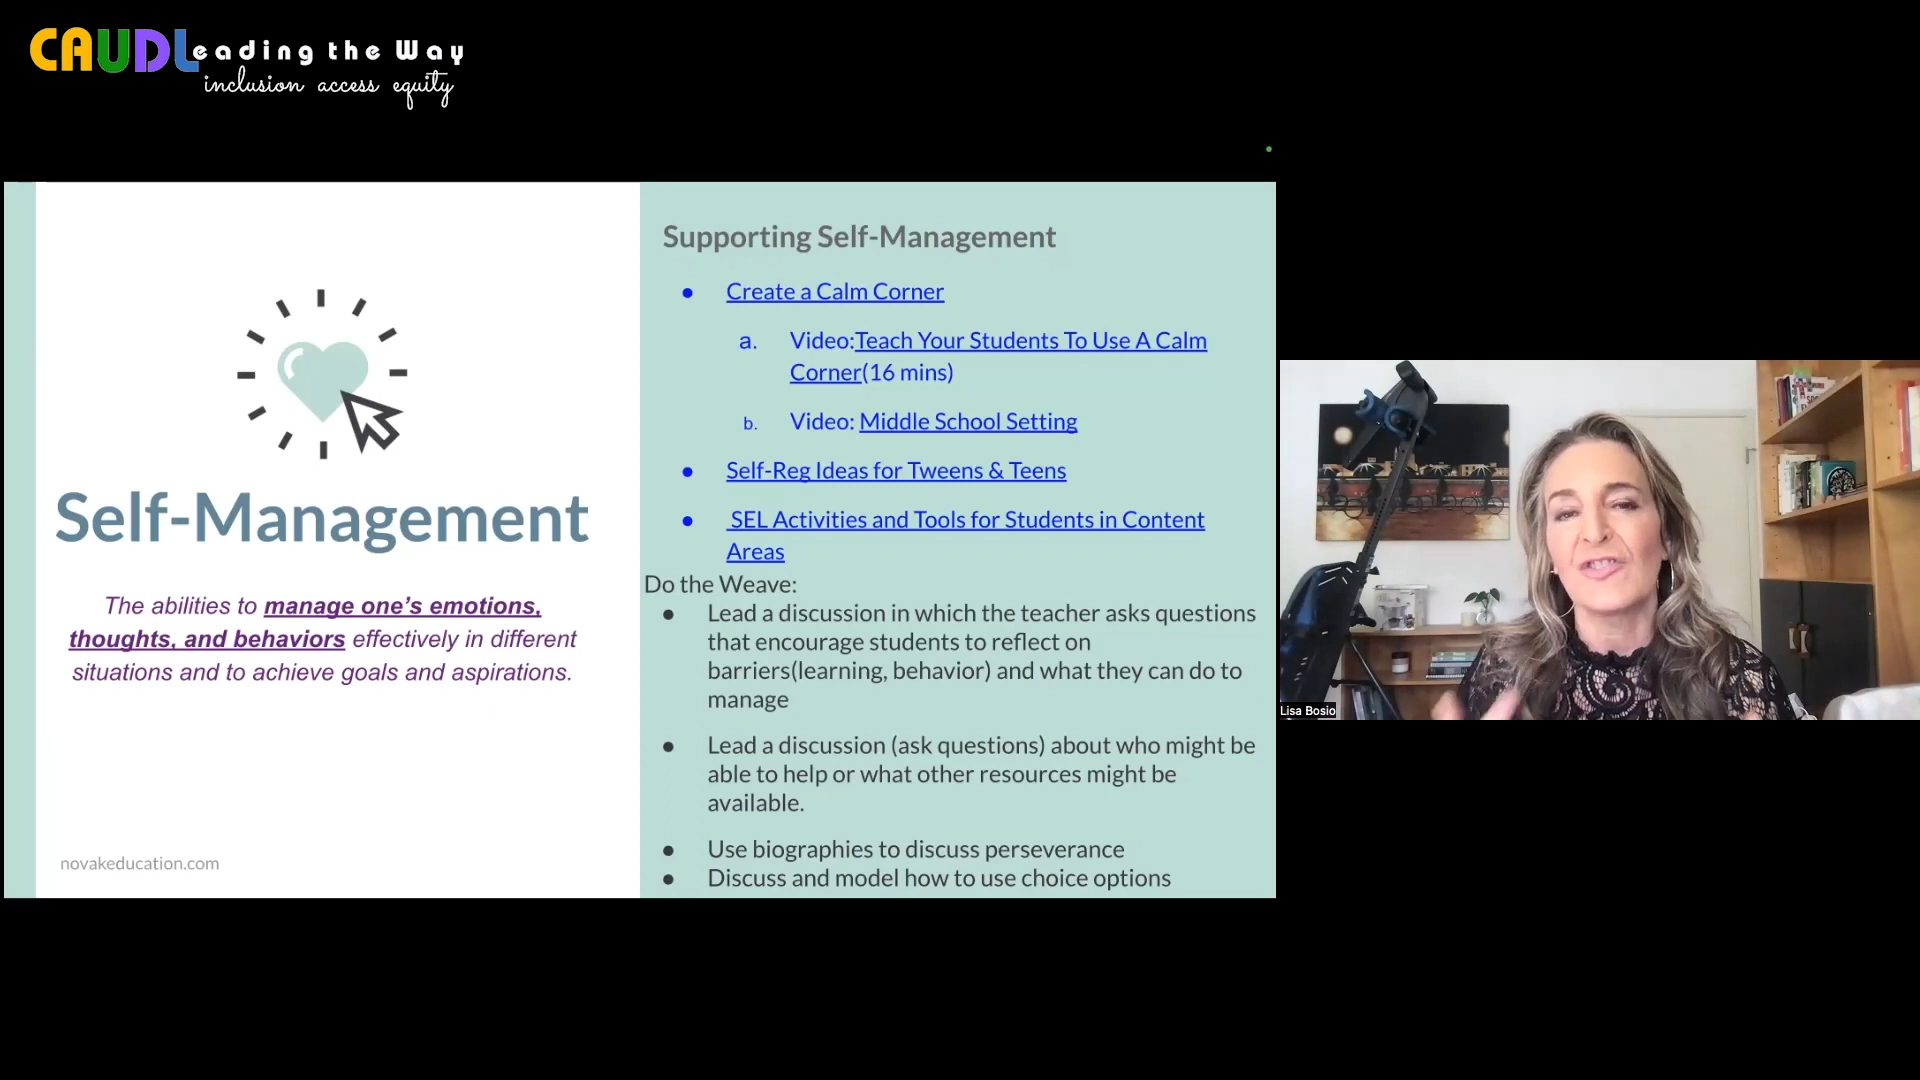 CAUDLeading the Way
inclusion access equity
Self-Management
The abilities to manage one's emotions,
thoughts, and behaviors effectively in different
situations and to achieve goals and aspirations.
novakeducation.com
Supporting Self-Management
● Create a Calm Corner
a. Video:Teach Your Students To Use A Calm
Corner(16 mins)
b. Video: Middle School Setting
● Self-Reg Ideas for Tweens & Teens
● SEL Activities and Tools for Students in Content
Areas
Do the Weave:
● Lead a discussion in which the teacher asks questions
that encourage students to reflect on
barriers(learning, behavior) and what they can do to
manage
● Lead a discussion (ask questions) about who might be
able to help or what other resources might be
available.
● Use biographies to discuss perseverance
● Discuss and model how to use choice options
Lisa Bosio